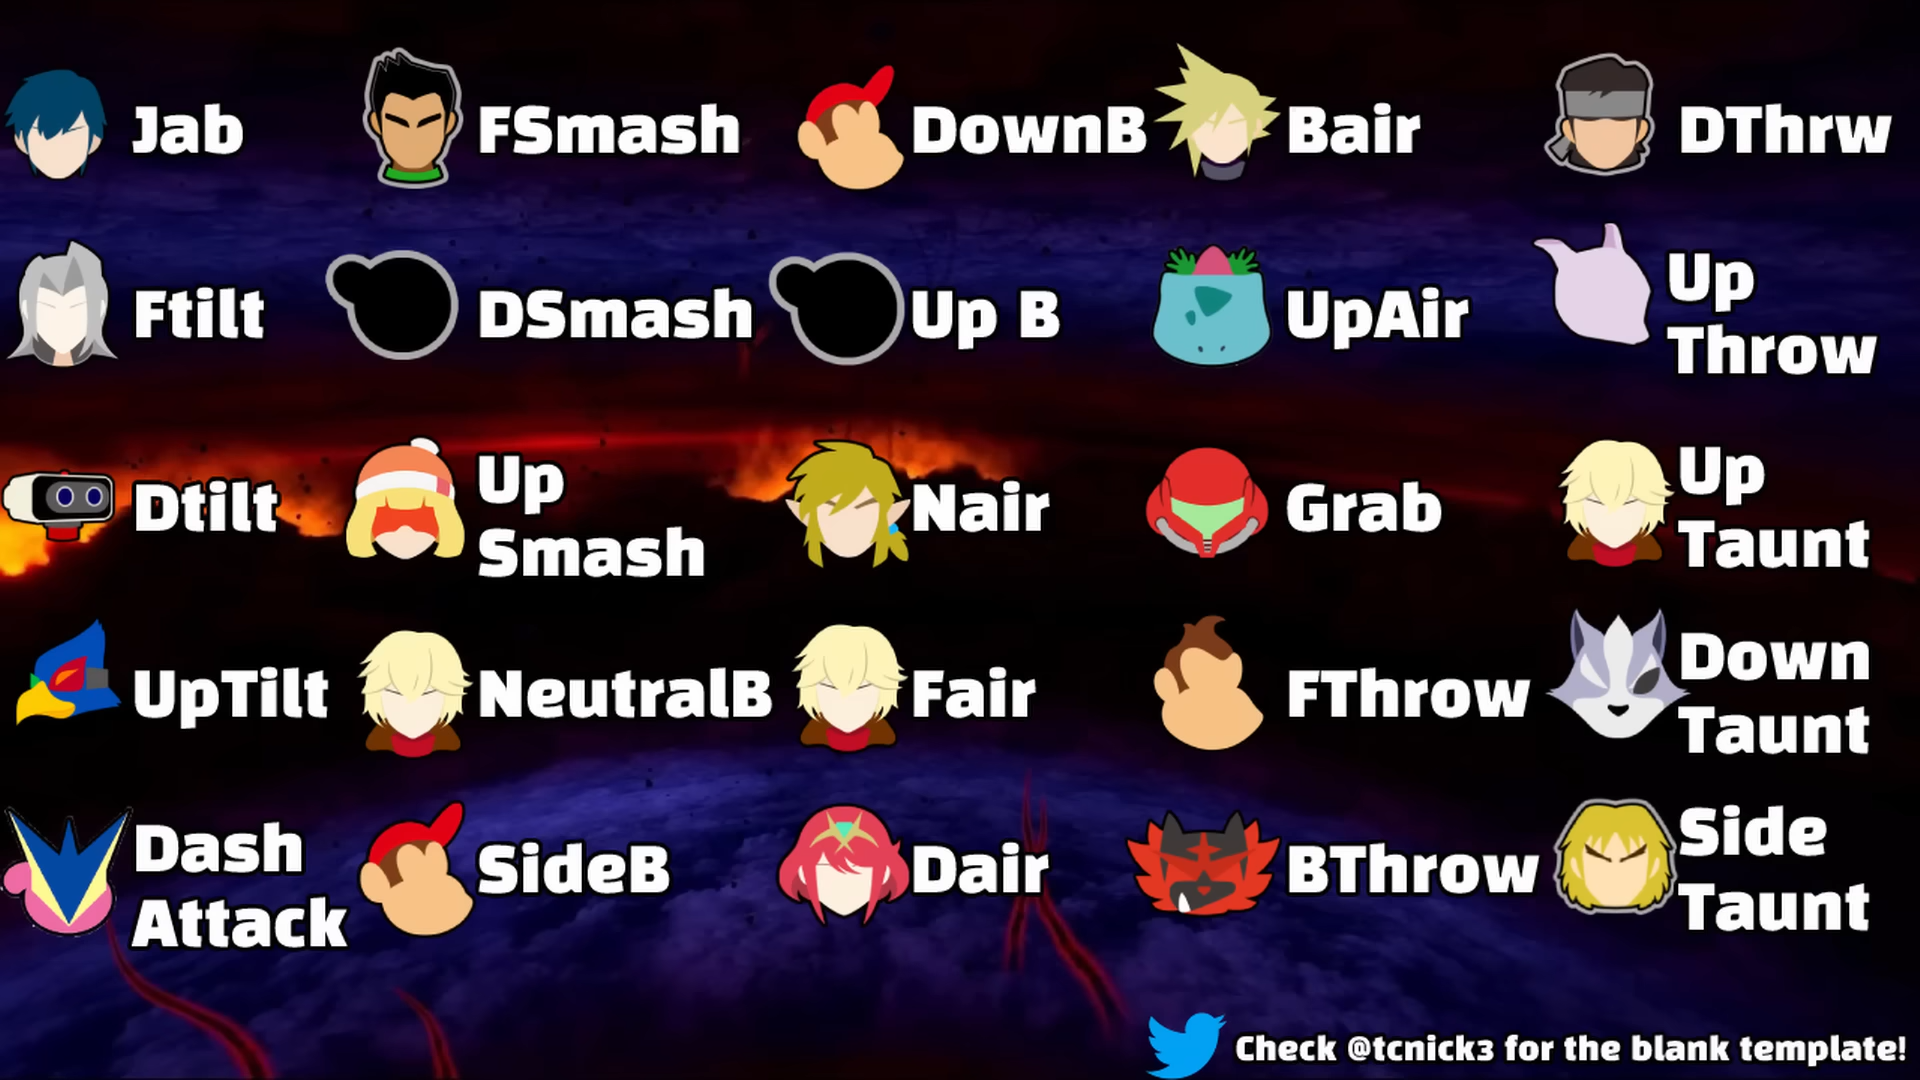 Jab
FSmash
DownB
Bair
DThrw
Ftilt
DSmash
Up B
UpAir
Up
Throw
Dtilt
Up
Smash
Nair
Grab
Up
Taunt
UpTilt
NeutralB
Fair
FThrow
Down
Taunt
Dash
Attack
SideB
Dair
BThrow
Side
Taunt
Check @tcnick3 for the blank template!